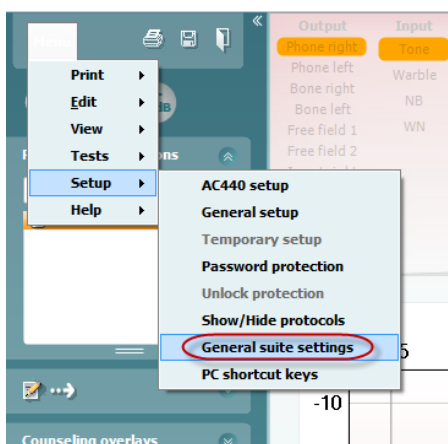 Output Input
Phone right Tone
Phone left Warble
Bone right NB
Bone left WN
Free field 1
Free field 2
Menu
Print
Edit
View
Tests
Setup
Help
AC440 setup
General setup
Temporary setup
Password protection
Unlock protection
Show/Hide protocols
General suite settings
PC shortcut keys
-10
Counseling overlays